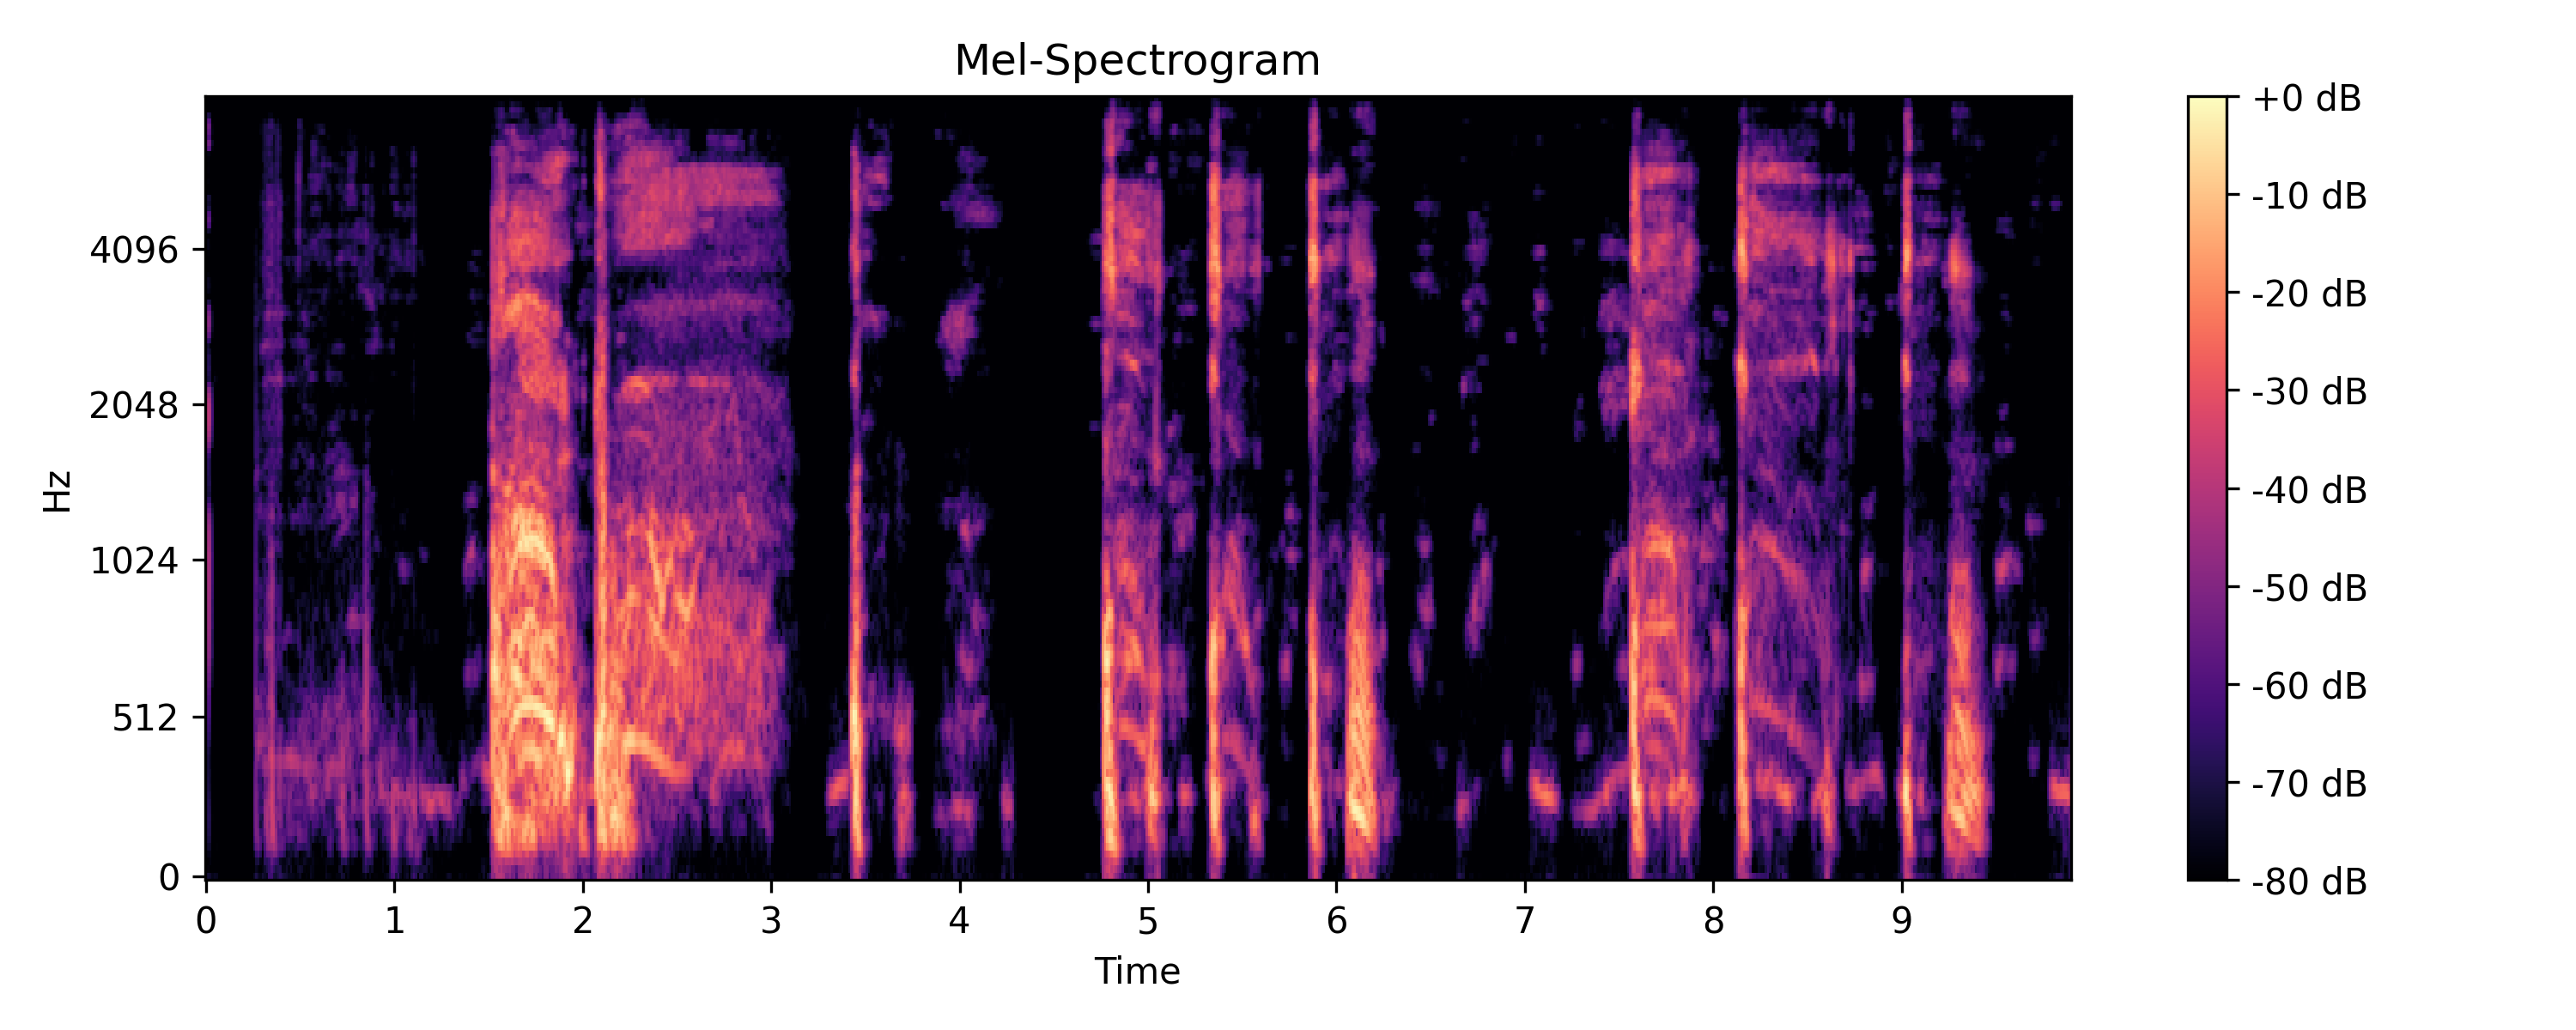 Mel-Spectrogram
Hz
4096
2048
1024
512
0
0 1 2 3 4 5 6 7 8 9
Time
+0 dB
-10 dB
-20 dB
-30 dB
-40 dB
-50 dB
-60 dB
-70 dB
-80 dB